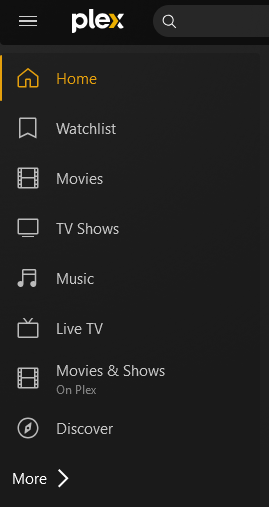 plex
Home
Watchlist
Movies
TV Shows
Music
Live TV
Movies & Shows
On Plex
Discover
More